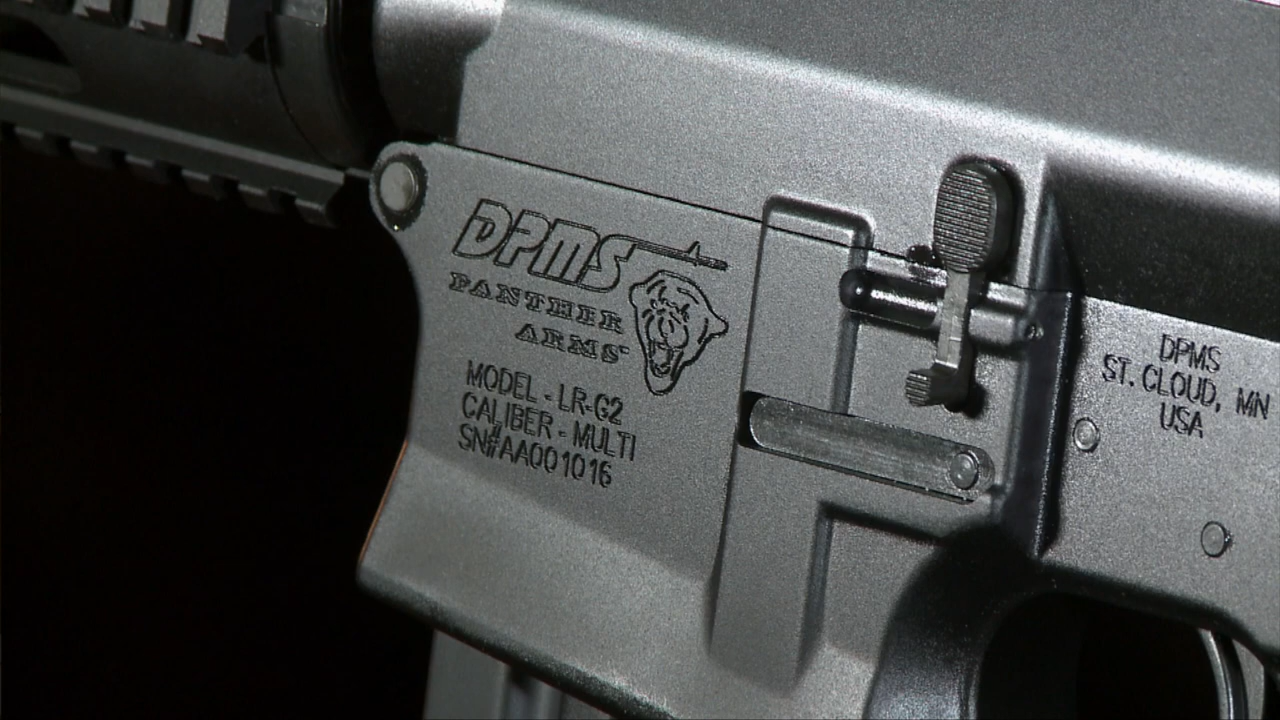 DPMS
PANTHER
ARMS
MODEL - LR-G2
CALIBER - MULTI
SN#AA001016
DPMS
ST. CLOUD, MN
USA